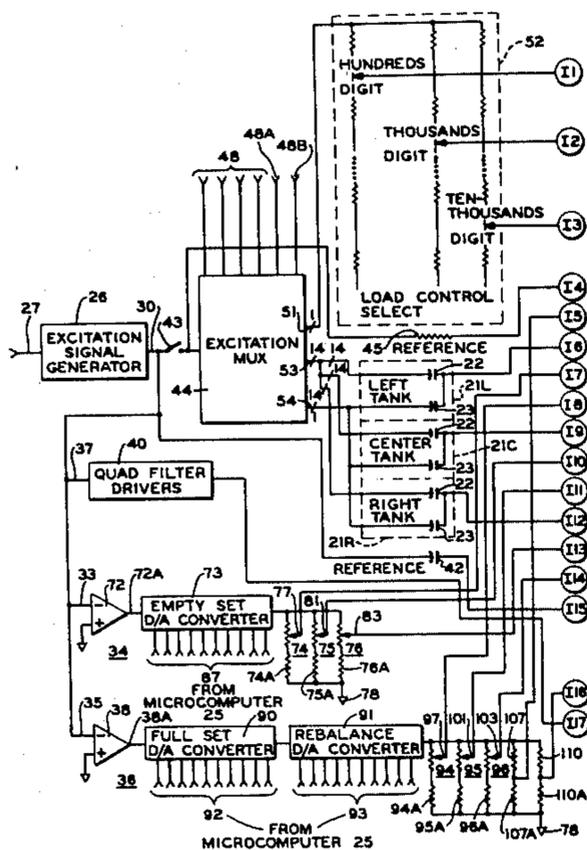 52
HUNDREDS
DIGIT
I1
THOUSANDS
DIGIT
I2
TEN-
THOUSANDS
DIGIT
I3
LOAD CONTROL
SELECT
48A
48B
48
26
27
EXCITATION
SIGNAL
GENERATOR
30
43
EXCITATION
MUX
44
51
53
54
14
14
14
14
45
REFERENCE
I4
I5
I6
I7
I8
I9
I10
I11
I12
I13
I14
I15
I16
I17
22
LEFT
TANK
23
21L
22
CENTER
TANK
23
21C
22
RIGHT
TANK
23
21R
REFERENCE
42
37
40
QUAD FILTER
DRIVERS
33
72
72A
73
EMPTY SET
D/A CONVERTER
34
87
FROM
MICROCOMPUTER
25
77
81
83
74
75
76
74A
75A
76A
78
35
38
38A
36
90
FULL SET
D/A CONVERTER
91
REBALANCE
D/A CONVERTER
92
93
FROM
MICROCOMPUTER 25
97
101
103
107
94
95
96
94A
95A
96A
107A
110
110A
78